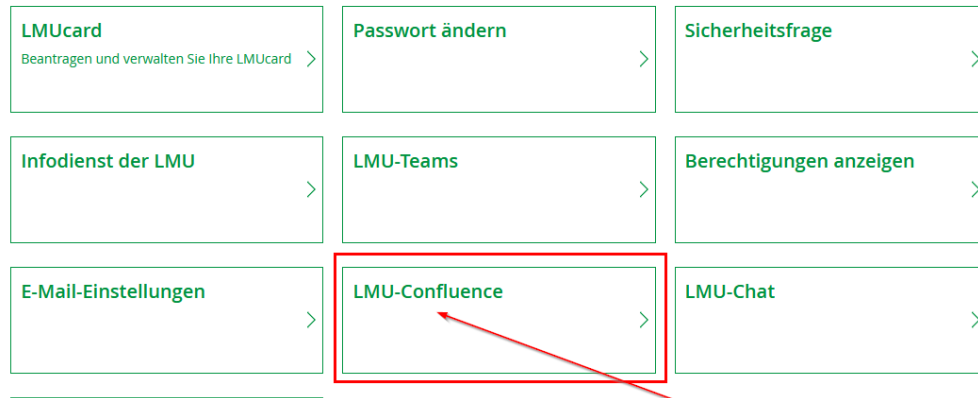 LMUcard
Beantragen und verwalten Sie Ihre LMUcard
Passwort ändern
Sicherheitsfrage
Infodienst der LMU
LMU-Teams
Berechtigungen anzeigen
E-Mail-Einstellungen
LMU-Confluence
LMU-Chat